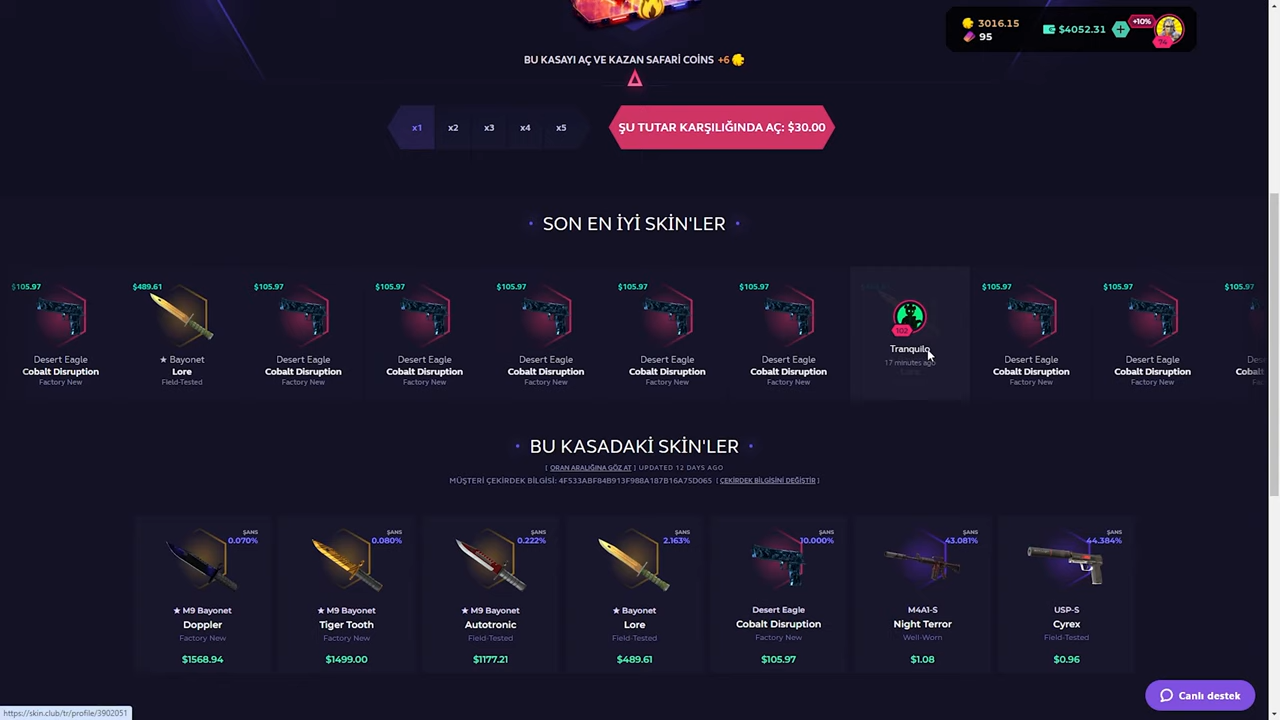 3016.15
95
$4052.31
+10%
74
BU KASAYI AÇ VE KAZAN SAFARİ COİNS +6
x1 x2 x3 x4 x5
ŞU TUTAR KARŞILIĞINDA AÇ: $30.00
SON EN İYİ SKİN'LER
$105.97 $489.61 $105.97 $105.97 $105.97 $105.97 $105.97 $105.97 $105.97 $105.97
102
Desert Eagle ★ Bayonet Desert Eagle Desert Eagle Desert Eagle Desert Eagle Desert Eagle Tranquilo Desert Eagle Desert Eagle
Cobalt Disruption Lore Cobalt Disruption Cobalt Disruption Cobalt Disruption Cobalt Disruption Cobalt Disruption 17 minutes ago Cobalt Disruption Cobalt Disruption
Factory New Field-Tested Factory New Factory New Factory New Factory New Factory New Factory New Factory New
BU KASADAKİ SKİN'LER
[ ORAN ARALIĞINA GÖZ AT ] UPDATED 12 DAYS AGO
MÜŞTERİ ÇEKİRDEK BİLGİSİ: 4F533ABF84B913F988A187B16A75D065 [ ÇEKİRDEK BİLGİSİNİ DEĞİŞTİR ]
ŞANS ŞANS ŞANS ŞANS ŞANS ŞANS ŞANS
0.070% 0.080% 0.222% 2.163% 10.000% 43.081% 44.384%
★ M9 Bayonet ★ M9 Bayonet ★ M9 Bayonet ★ Bayonet Desert Eagle M4A1-S USP-S
Doppler Tiger Tooth Autotronic Lore Cobalt Disruption Night Terror Cyrex
Factory New Factory New Field-Tested Field-Tested Factory New Well-Worn Field-Tested
$1568.94 $1499.00 $1177.21 $489.61 $105.97 $1.08 $0.96
Canlı destek
https://skin.club/tr/profile/3902051